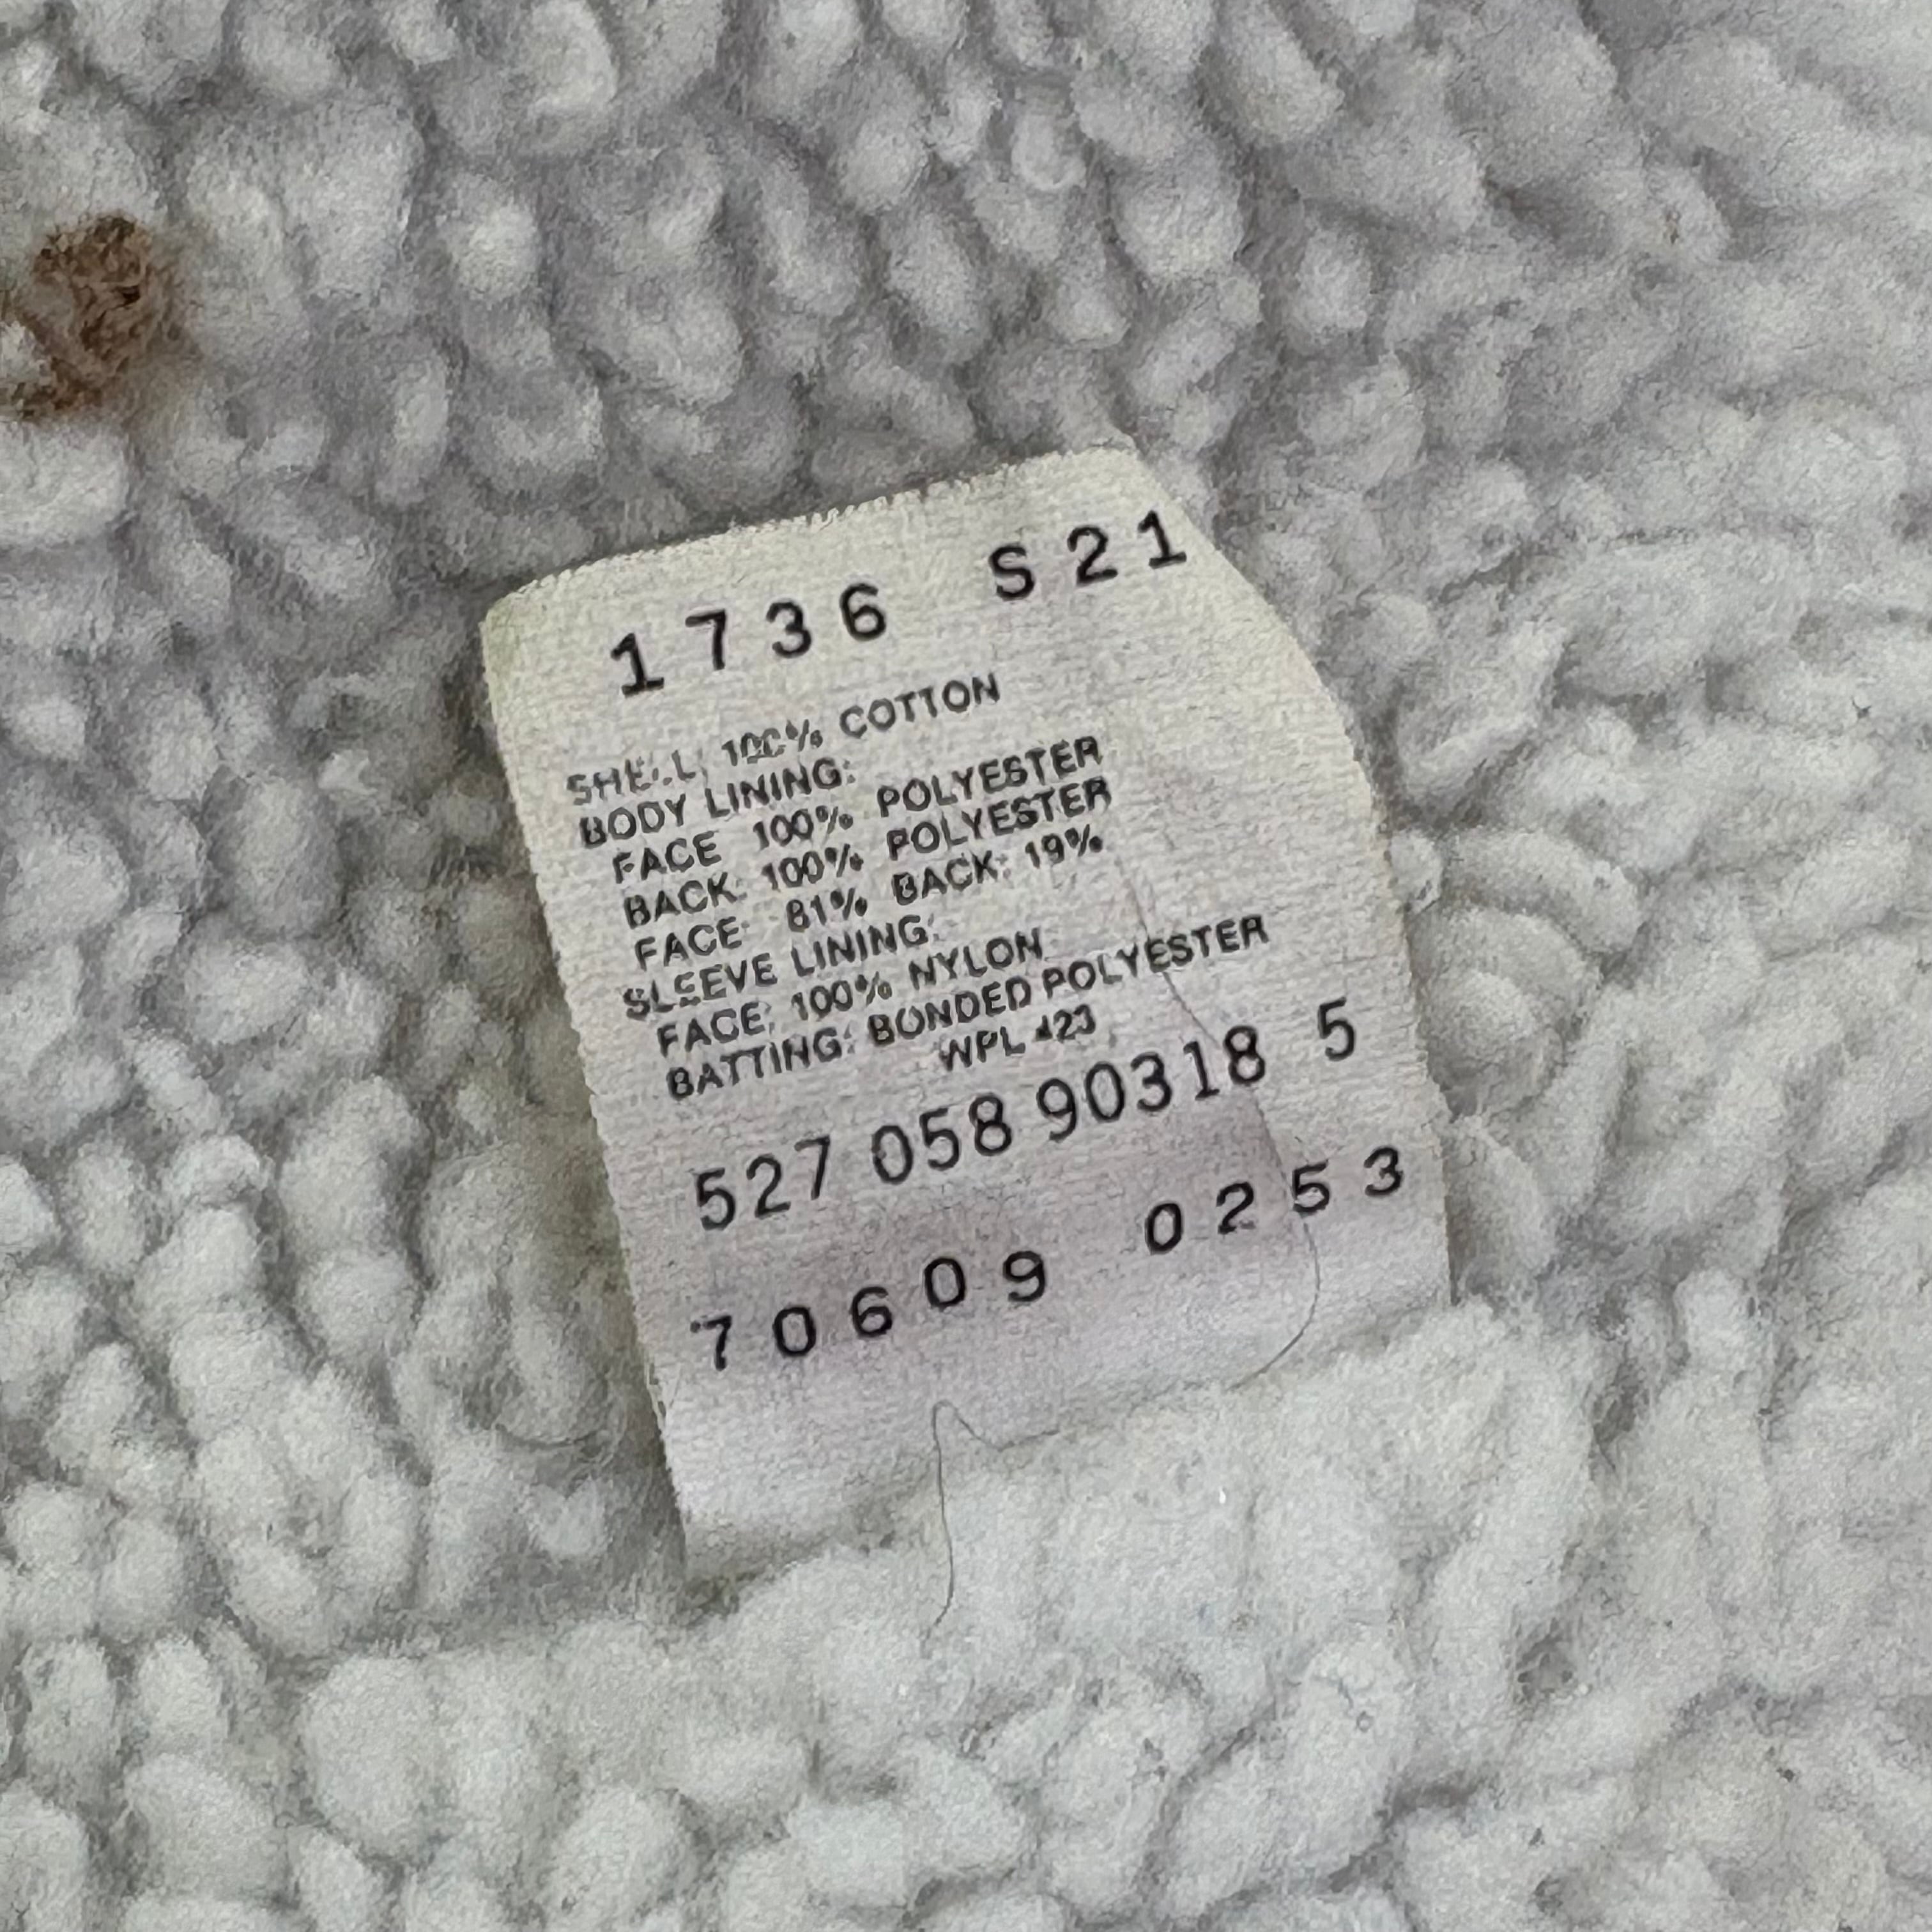 1736 S21
SHELL: 100% COTTON
BODY LINING:
FACE 100% POLYESTER
BACK: 100% POLYESTER
FACE: 81% BACK: 19%
SLEEVE LINING:
FACE: 100% NYLON
BATTING: BONDED POLYESTER
WPL 423
527 058 90318 5
70609 0253